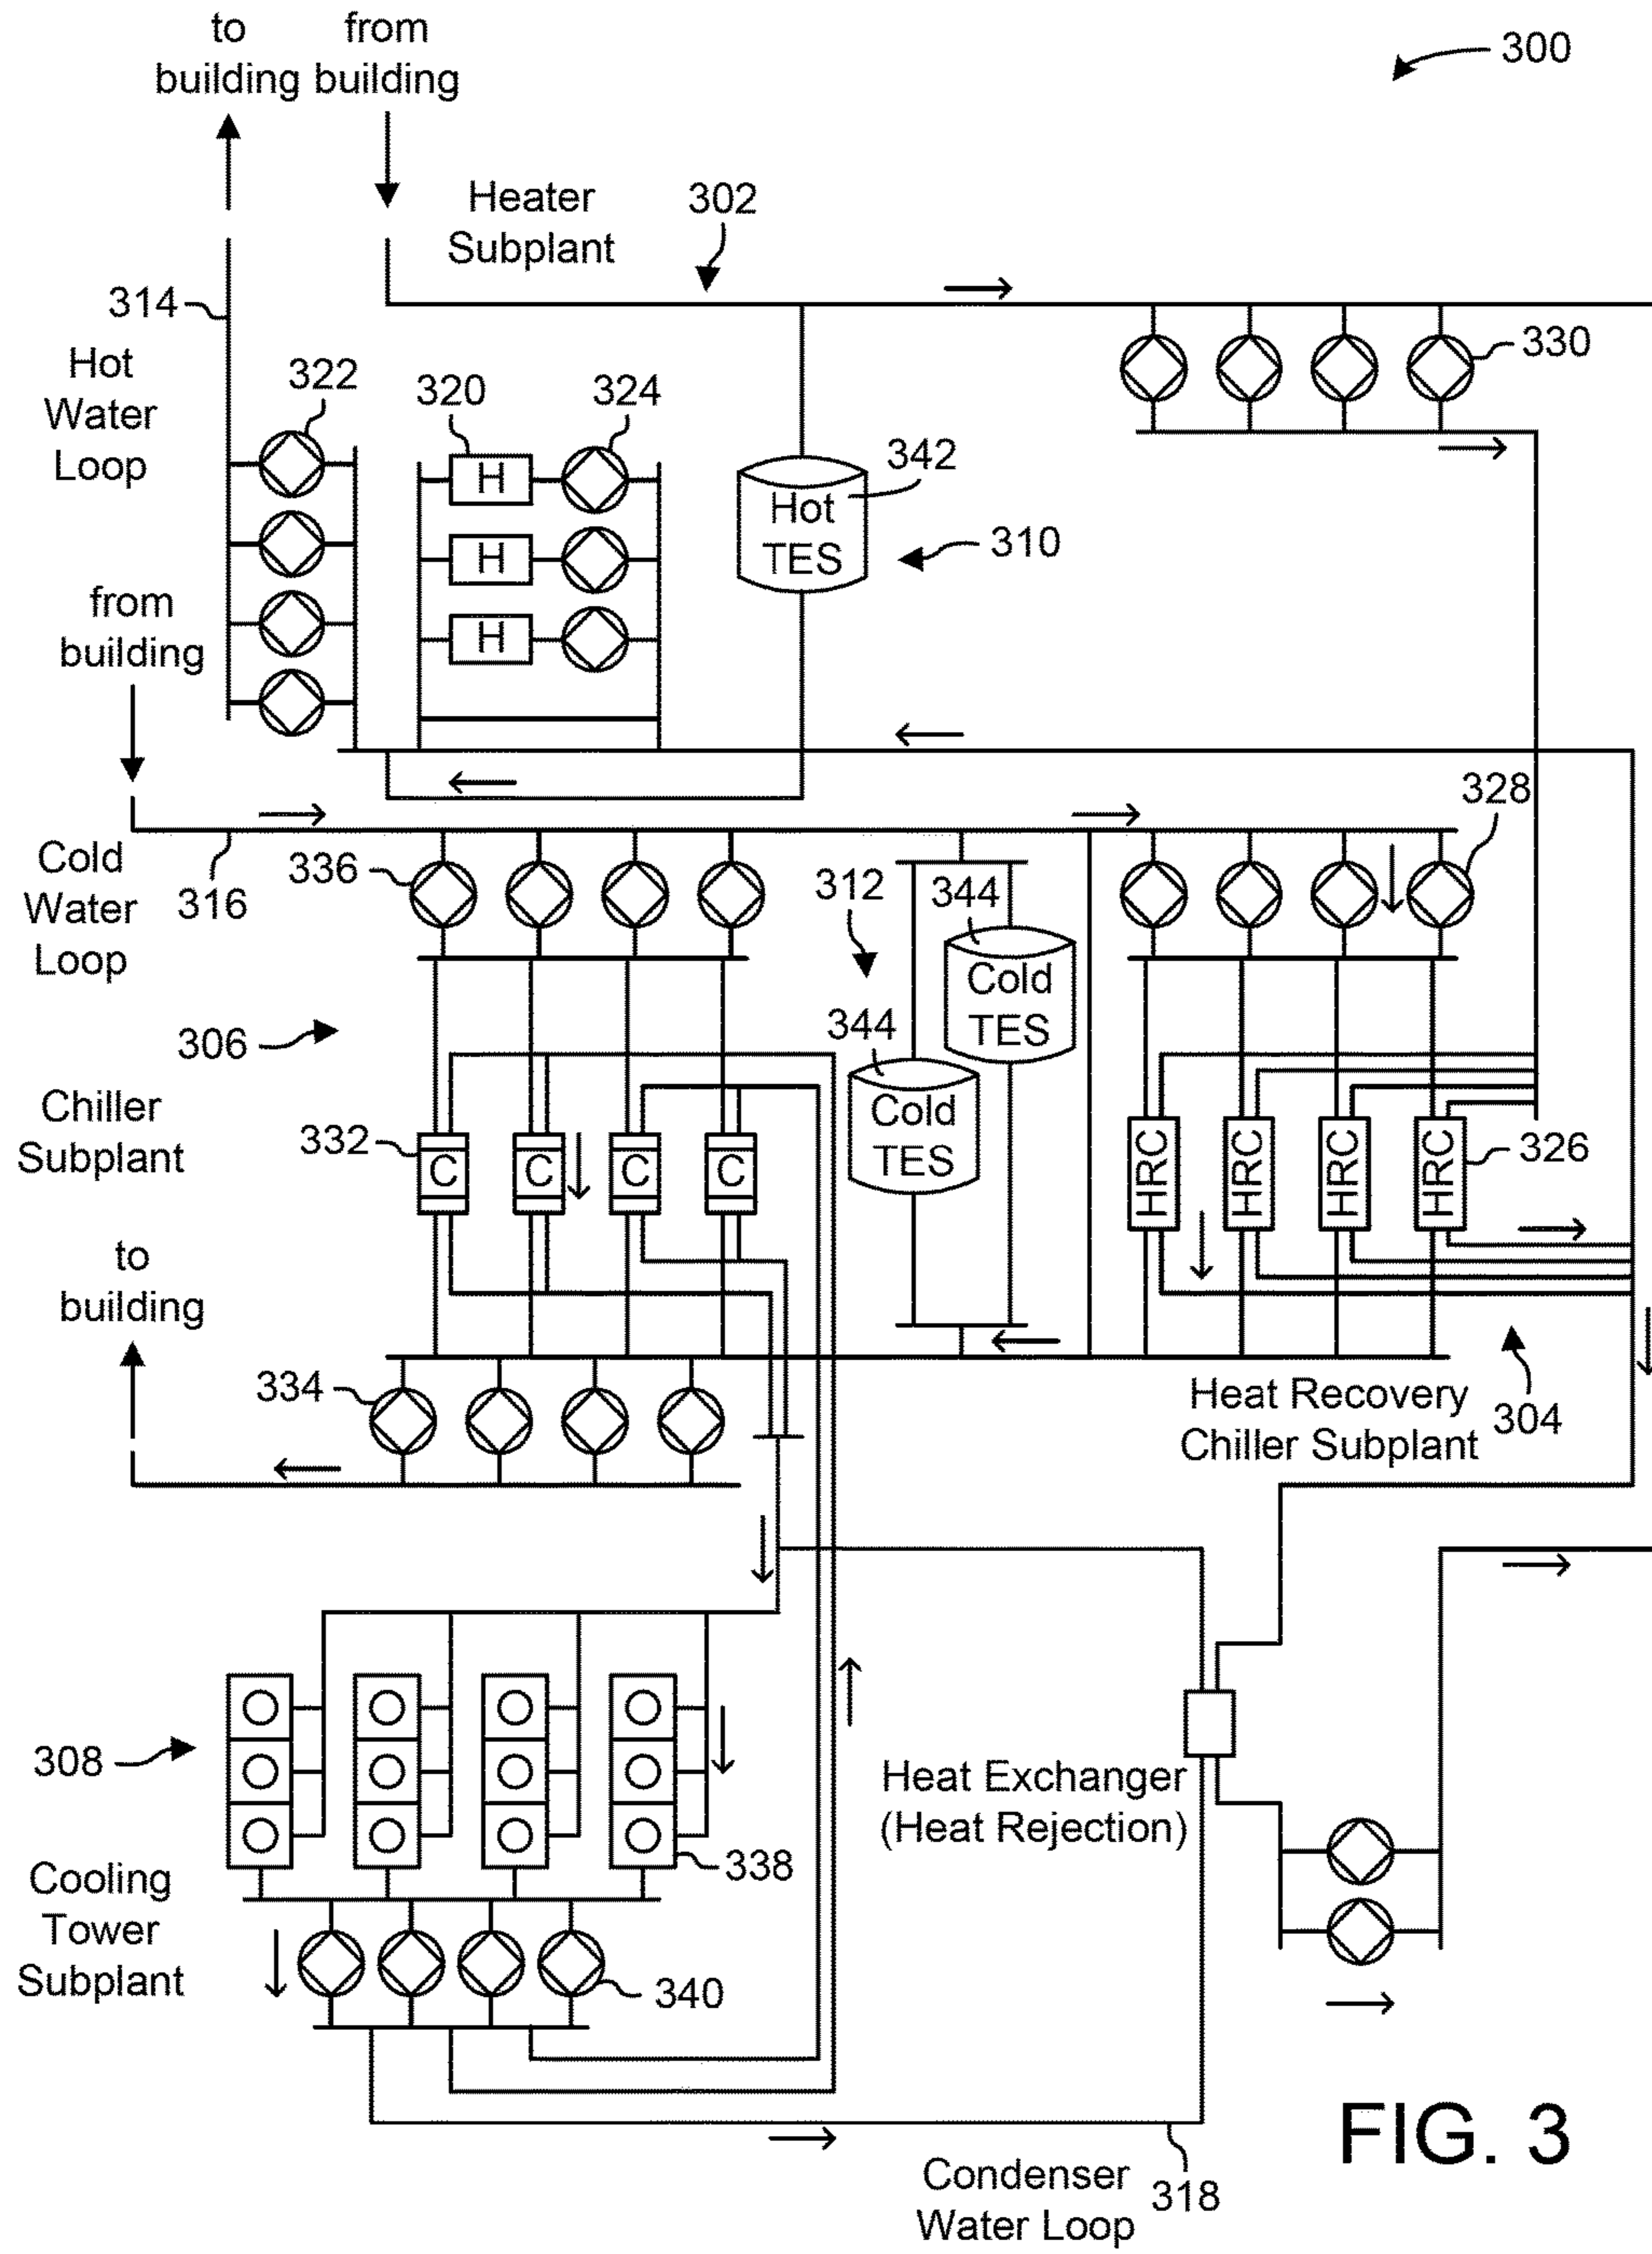 to
building
from
building
300
Heater
Subplant
302
314
Hot
Water
Loop
322
320
324
330
H
H
H
342
Hot
TES
310
from
building
328
Cold
Water
Loop
316
336
312
344
Cold
TES
344
Cold
TES
306
Chiller
Subplant
332
C
C
C
C
HRC
HRC
HRC
HRC
326
to
building
334
Heat Recovery
Chiller Subplant
304
308
338
Heat Exchanger
(Heat Rejection)
Cooling
Tower
Subplant
340
Condenser
Water Loop
318
FIG. 3